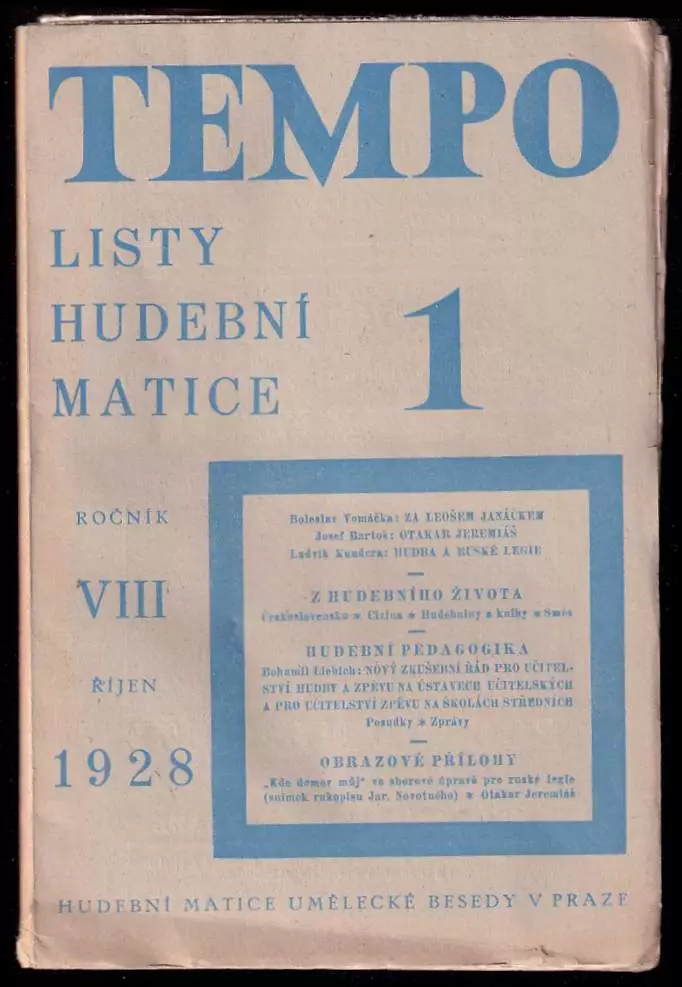 TEMPO
LISTY
HUDEBNÍ
MATICE
1
ROČNÍK
VIII
ŘÍJEN
1928
Boleslav Vomáčka: ZA LEOŠEM JANÁČKEM
Josef Bartoš: OTAKAR JEREMIÁŠ
Ludvík Kundera: HUDBA A RUSKÉ LEGIE
Z HUDEBNÍHO ŽIVOTA
Československo * Cizina * Hudebniny a knihy * Směs
HUDEBNÍ PEDAGOGIKA
Bohumil Liebich: NOVÝ ZKUŠEBNÍ ŘÁD PRO UČITEL-
STVÍ HUDBY A ZPĚVU NA ÚSTAVECH UČITELSKÝCH
A PRO UČITELSTVÍ ZPĚVU NA ŠKOLÁCH STŘEDNÍCH
Posudky * Zprávy
OBRAZOVÉ PŘÍLOHY
„Kde domov můj" ve sborové úpravě pro ruské legie
(snímek rukopisu Jar. Novotného) * Otakar Jeremiáš
HUDEBNÍ MATICE UMĚLECKÉ BESEDY V PRAZE